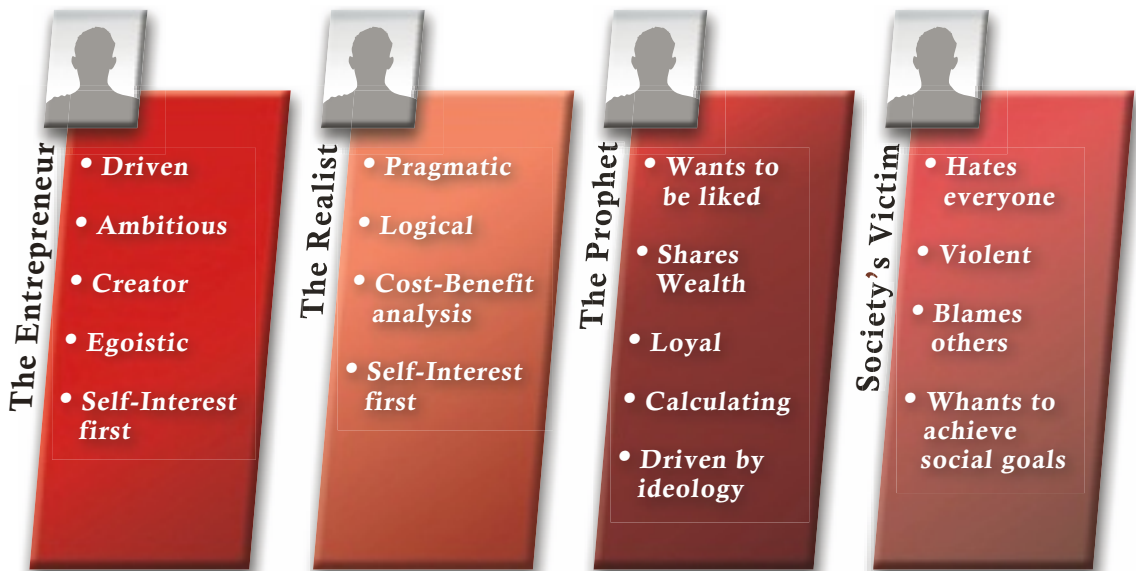 The Entrepreneur
• Driven
• Ambitious
• Creator
• Egoistic
• Self-Interest
first
The Realist
• Pragmatic
• Logical
• Cost-Benefit
analysis
• Self-Interest
first
The Prophet
• Wants to
be liked
• Shares
Wealth
• Loyal
• Calculating
• Driven by
ideology
Society's Victim
• Hates
everyone
• Violent
• Blames
others
• Whants to
achieve
social goals